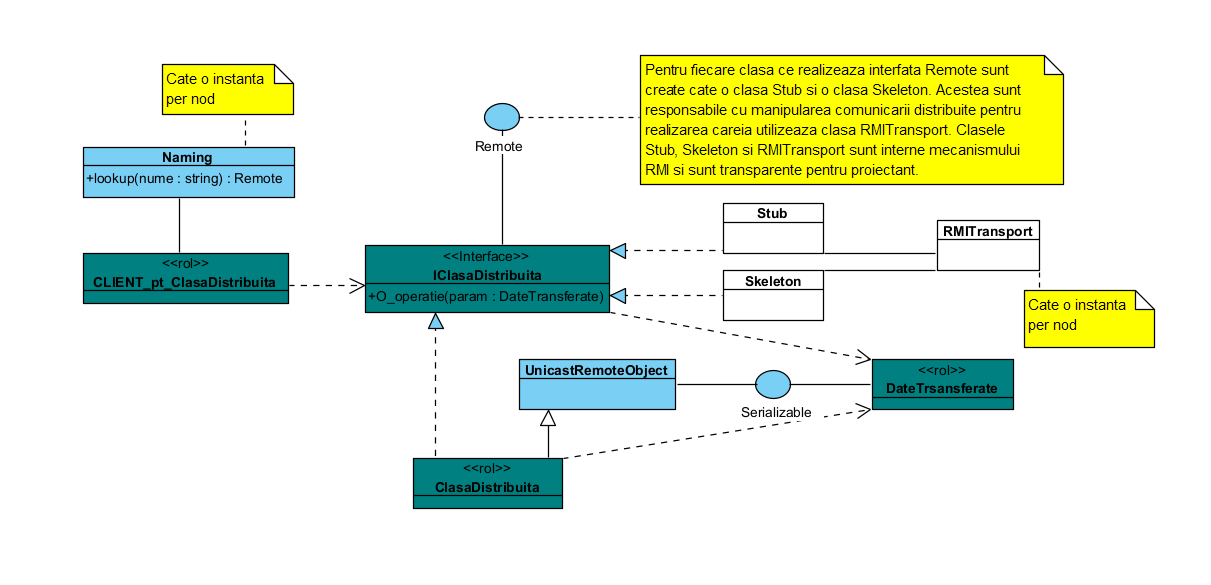 Cate o instanta
per nod
Naming
+lookup(nume : string) : Remote
Remote
Pentru fiecare clasa ce realizeaza interfata Remote sunt
create cate o clasa Stub si o clasa Skeleton. Acestea sunt
responsabile cu manipularea comunicarii distribuite pentru
realizarea careia utilizeaza clasa RMITransport. Clasele
Stub, Skeleton si RMITransport sunt interne mecanismului
RMI si sunt transparente pentru proiectant.
<<rol>>
CLIENT_pt_ClasaDistribuita
<<Interface>>
IClasaDistribuita
+O_operatie(param : DateTransferate)
Stub
Skeleton
RMITransport
Cate o instanta
per nod
UnicastRemoteObject
Serializable
<<rol>>
DateTrsansferate
<<rol>>
ClasaDistribuita